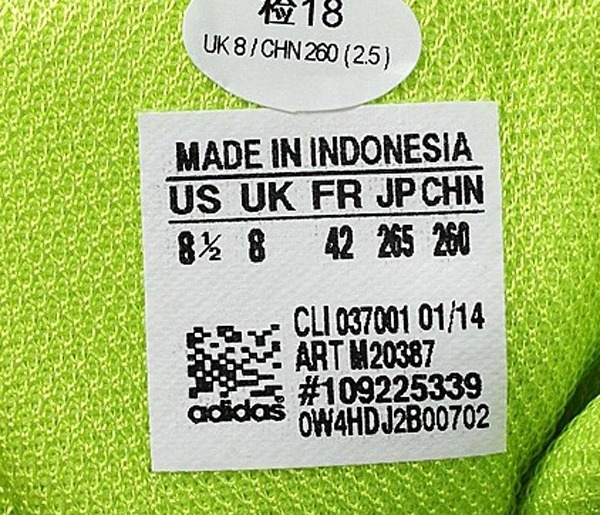 检18
UK 8 / CHN 260 (2.5)
MADE IN INDONESIA
US UK FR JP CHN
8½ 8 42 265 260
CLI 037001 01/14
ART M20387
#109225339
adidas 0W4HDJ2B00702